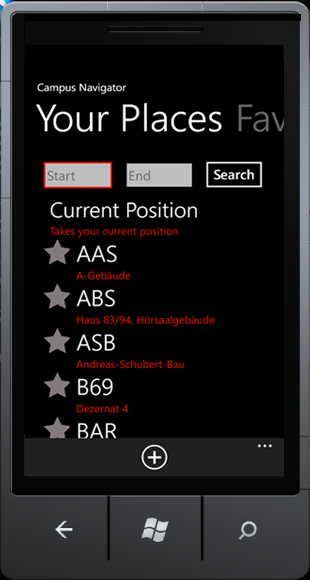 Campus Navigator
Your Places Fav
Start End Search
Current Position
Takes your current position
AAS
A-Gebäude
ABS
Haus 83/94, Hörsaalgebäude
ASB
Andreas-Schubert-Bau
B69
Dezernat 4
BAR